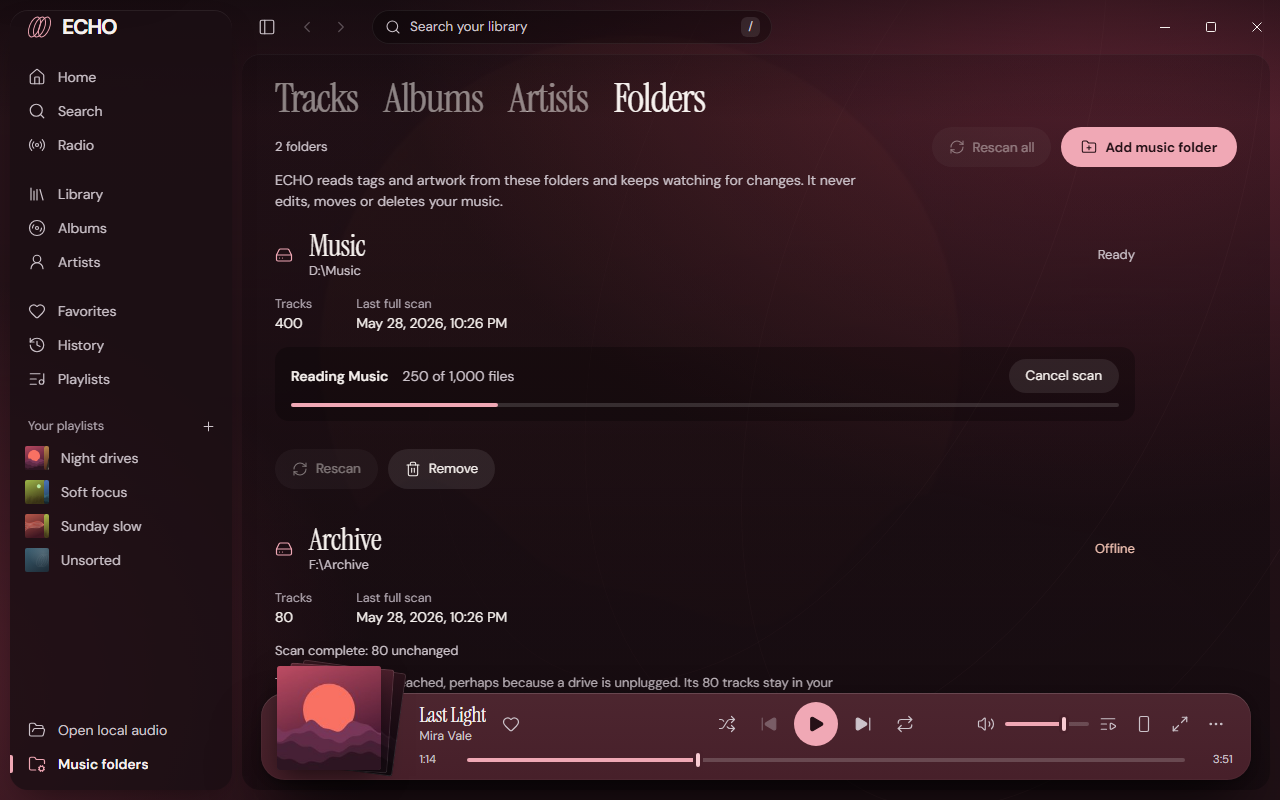 ECHO
Search your library
/
Home
Search
Radio
Library
Albums
Artists
Favorites
History
Playlists
Your playlists
Night drives
Soft focus
Sunday slow
Unsorted
Open local audio
Music folders
Tracks Albums Artists Folders
2 folders
Rescan all
Add music folder
ECHO reads tags and artwork from these folders and keeps watching for changes. It never
edits, moves or deletes your music.
Music
D:\Music
Ready
Tracks Last full scan
400 May 28, 2026, 10:26 PM
Reading Music 250 of 1,000 files
Cancel scan
Rescan Remove
Archive
F:\Archive
Offline
Tracks Last full scan
80 May 28, 2026, 10:26 PM
Scan complete: 80 unchanged
perhaps because a drive is unplugged. Its 80 tracks stay in your
Last Light
Mira Vale
1:14
3:51